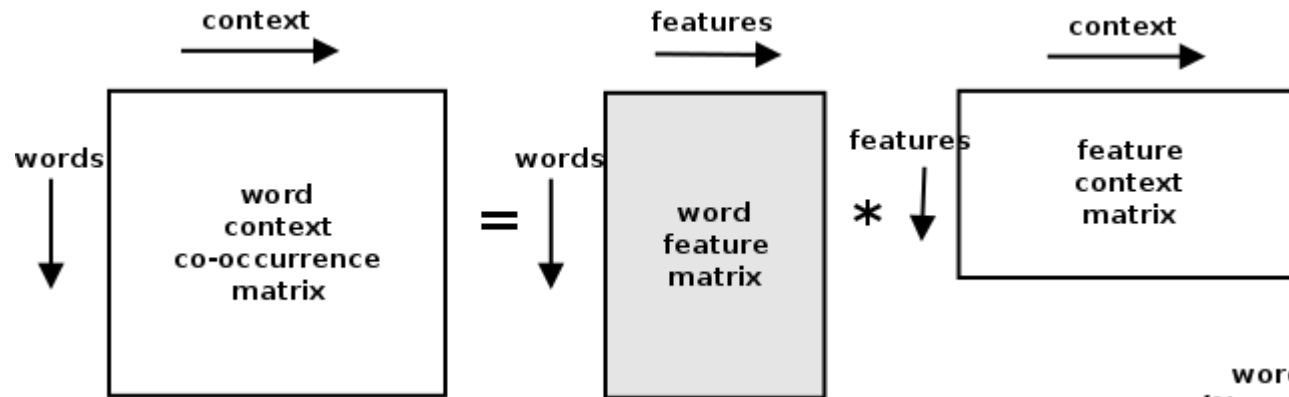 context
features
context
words
word
context
co-occurrence
matrix
=
words
word
feature
matrix
*
features
feature
context
matrix